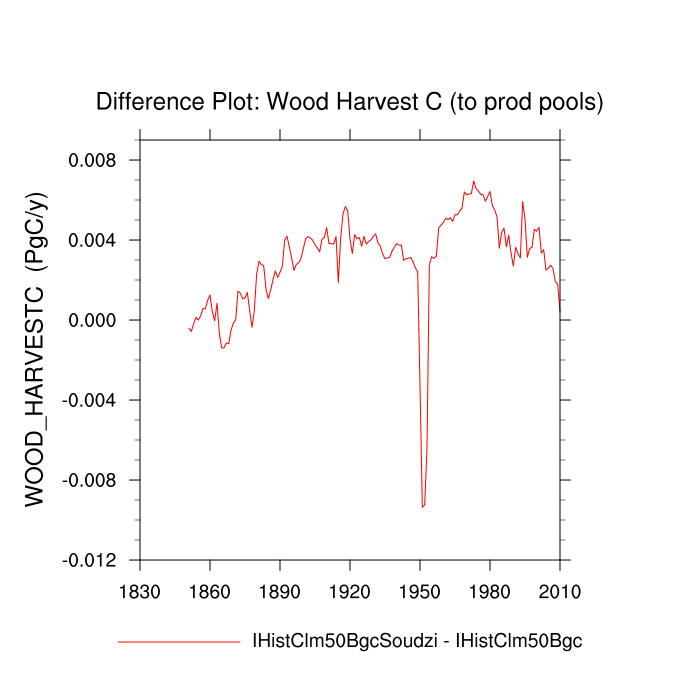 Difference Plot: Wood Harvest C (to prod pools)
WOOD_HARVESTC (PgC/y)
0.008
0.004
0.000
-0.004
-0.008
-0.012
1830 1860 1890 1920 1950 1980 2010
IHistClm50BgcSoudzi - IHistClm50Bgc